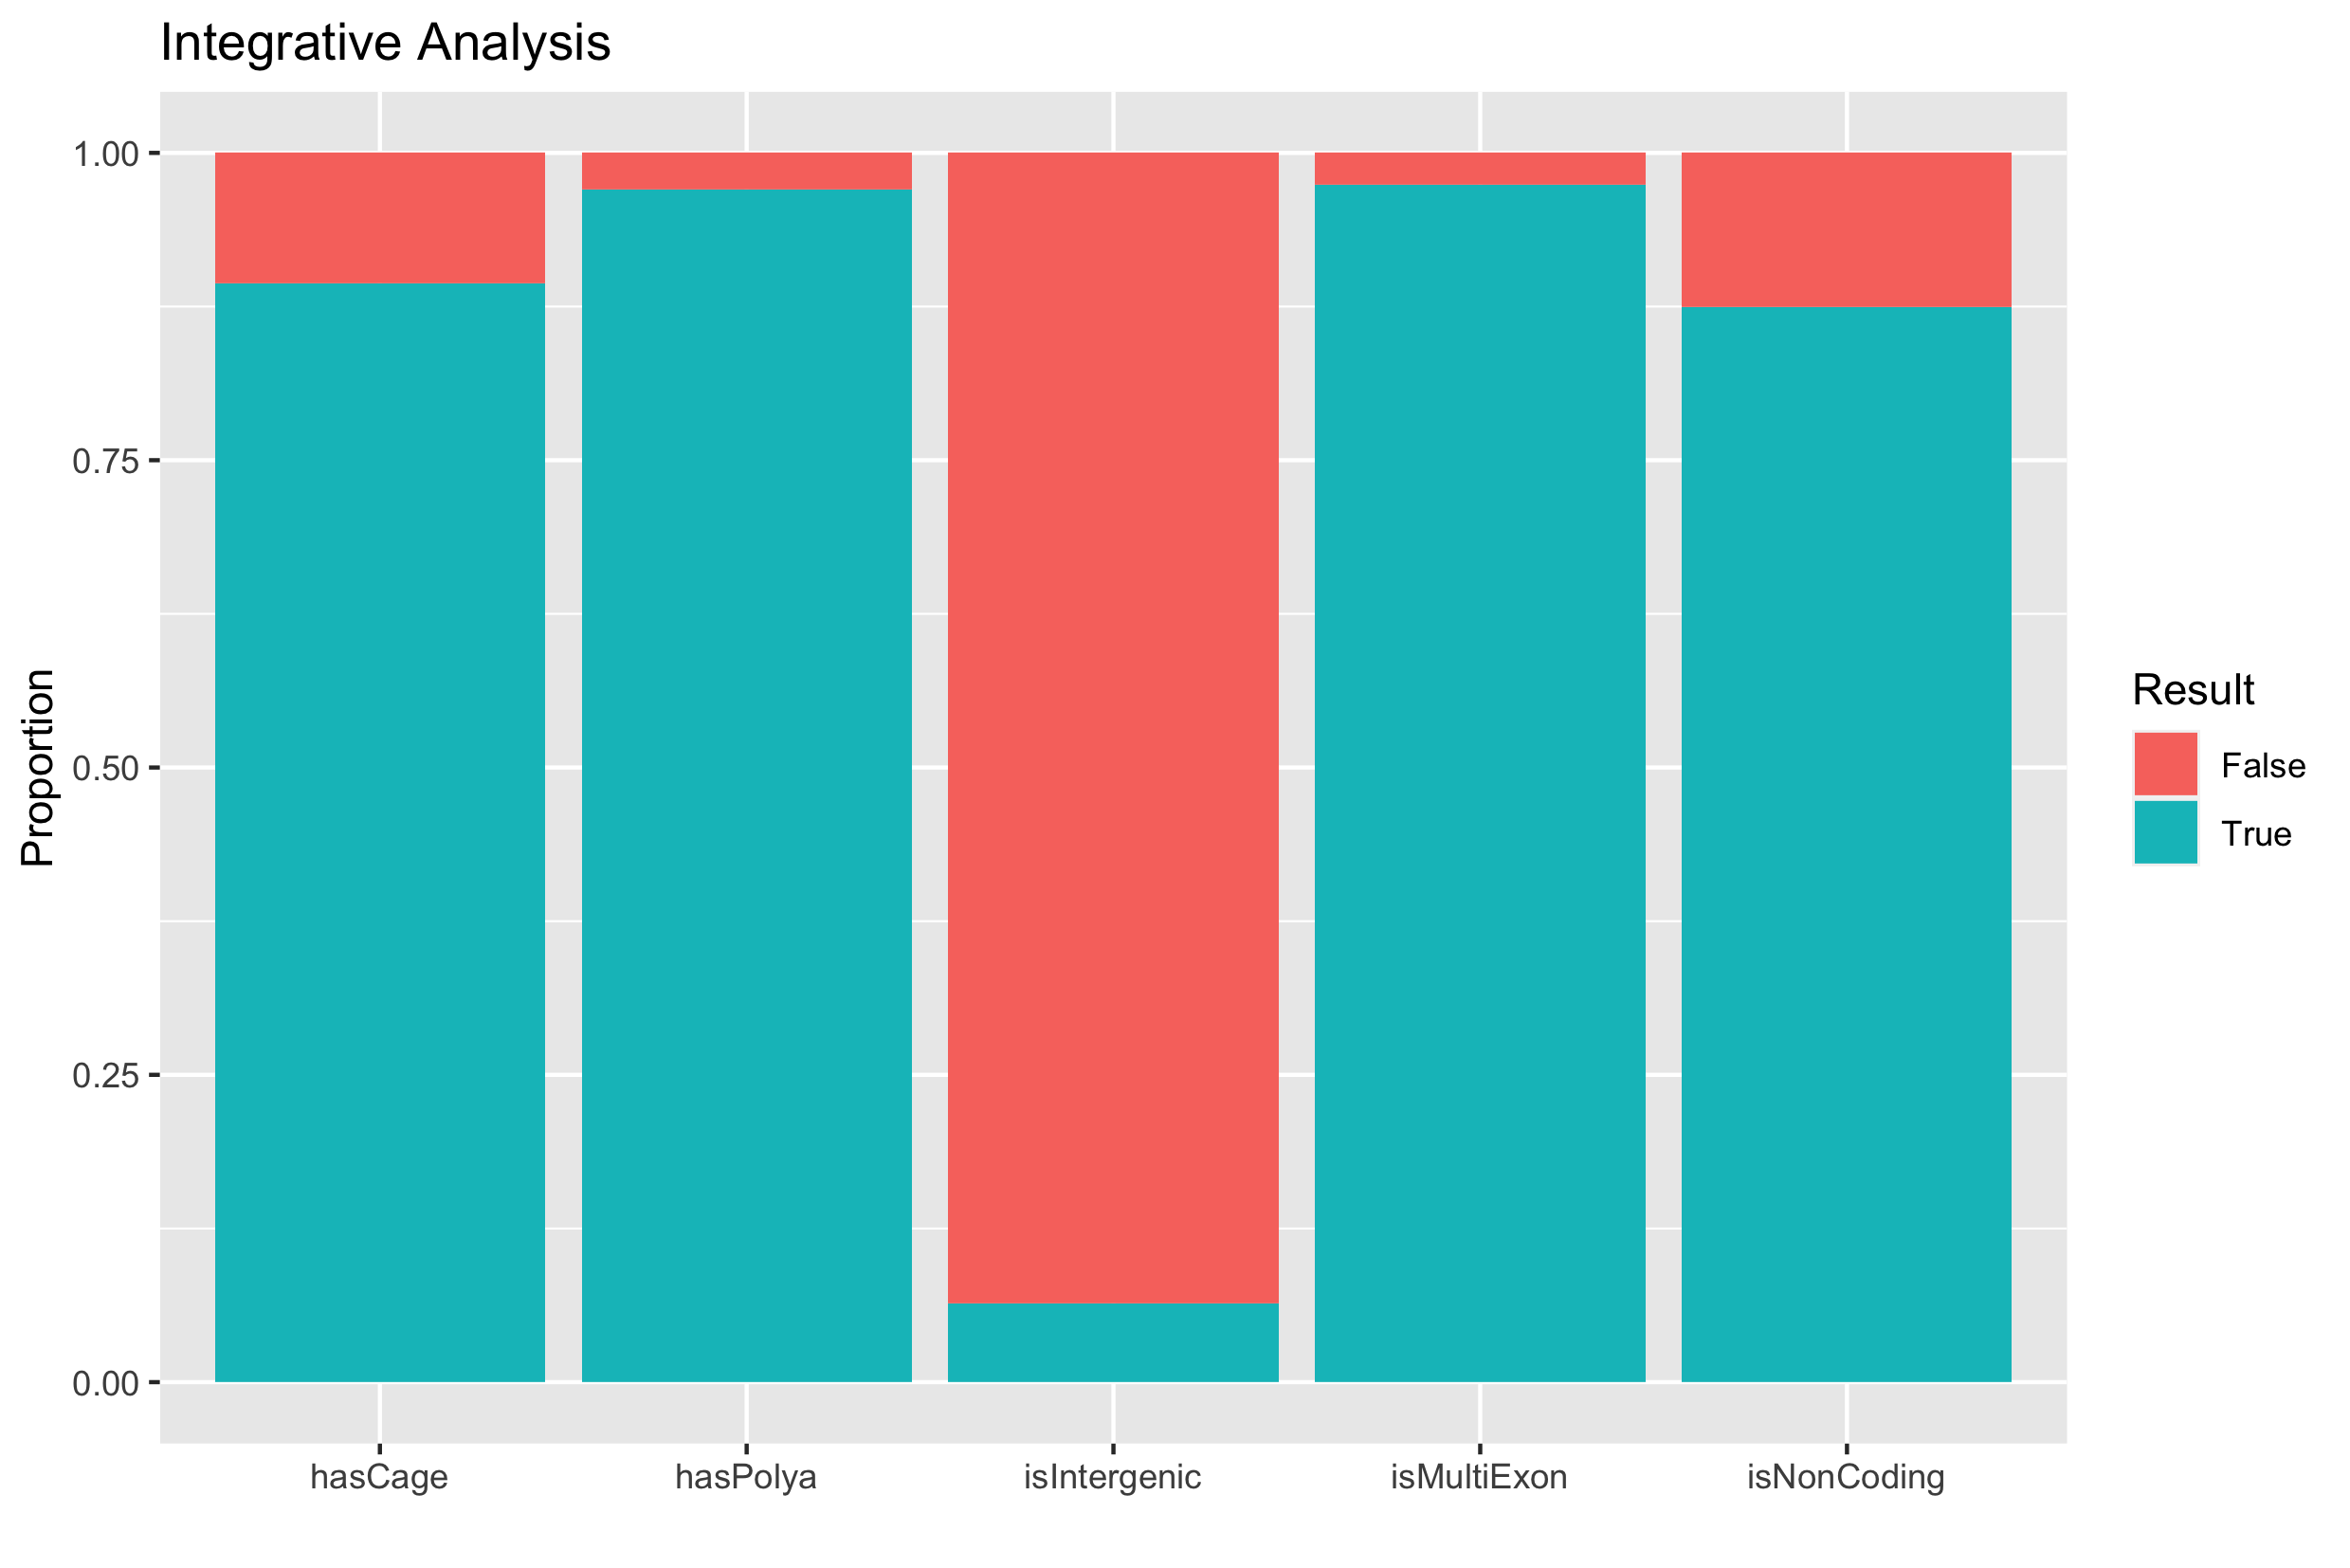 Integrative Analysis
1.00
0.75
0.50
0.25
0.00
Proportion
hasCage
hasPolya
isIntergenic
isMultiExon
isNonCoding
Result
False
True